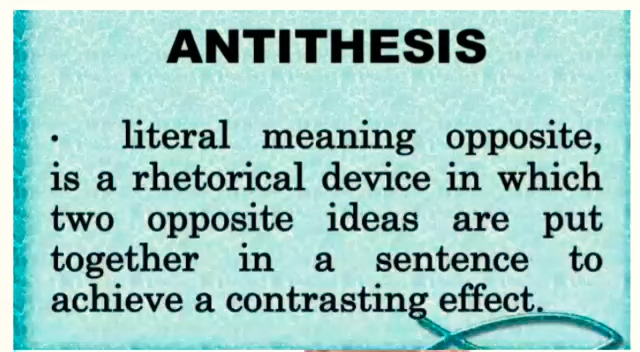 ANTITHESIS
· literal meaning opposite,
is a rhetorical device in which
two opposite ideas are put
together in a sentence to
achieve a contrasting effect.